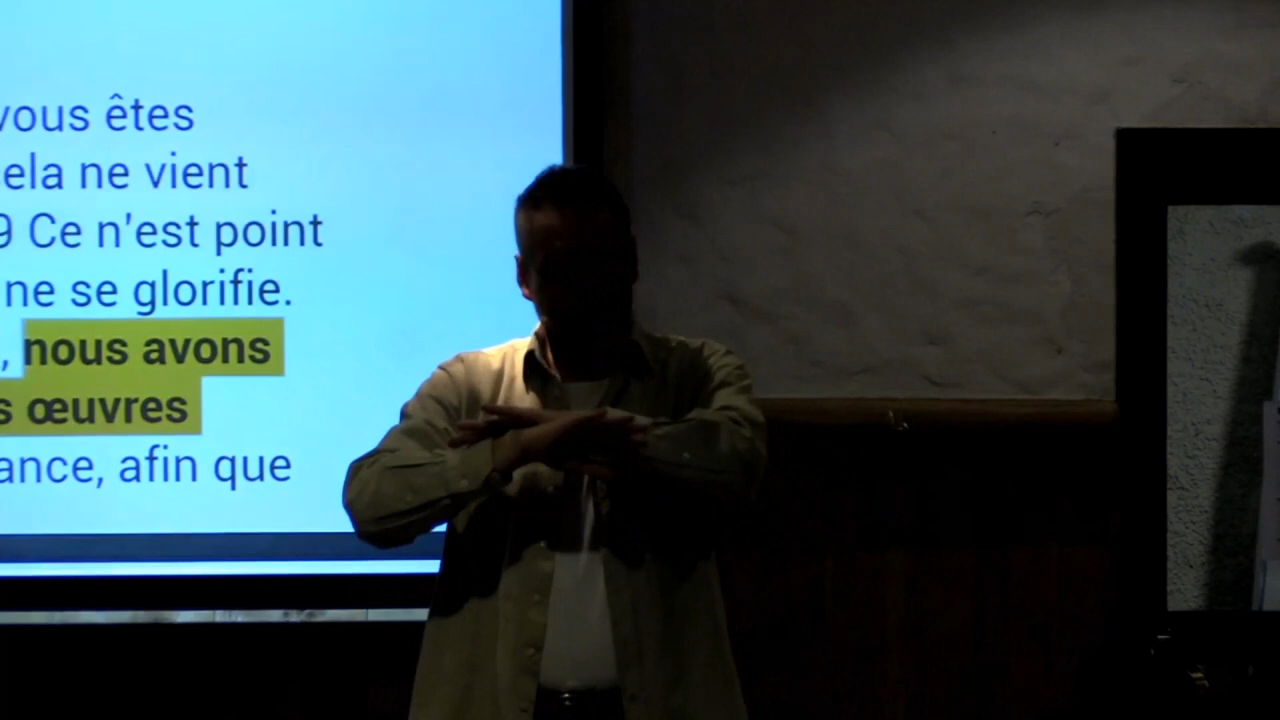 vous êtes
ela ne vient
9 Ce n'est point
ne se glorifie.
, nous avons
s œuvres
ance, afin que